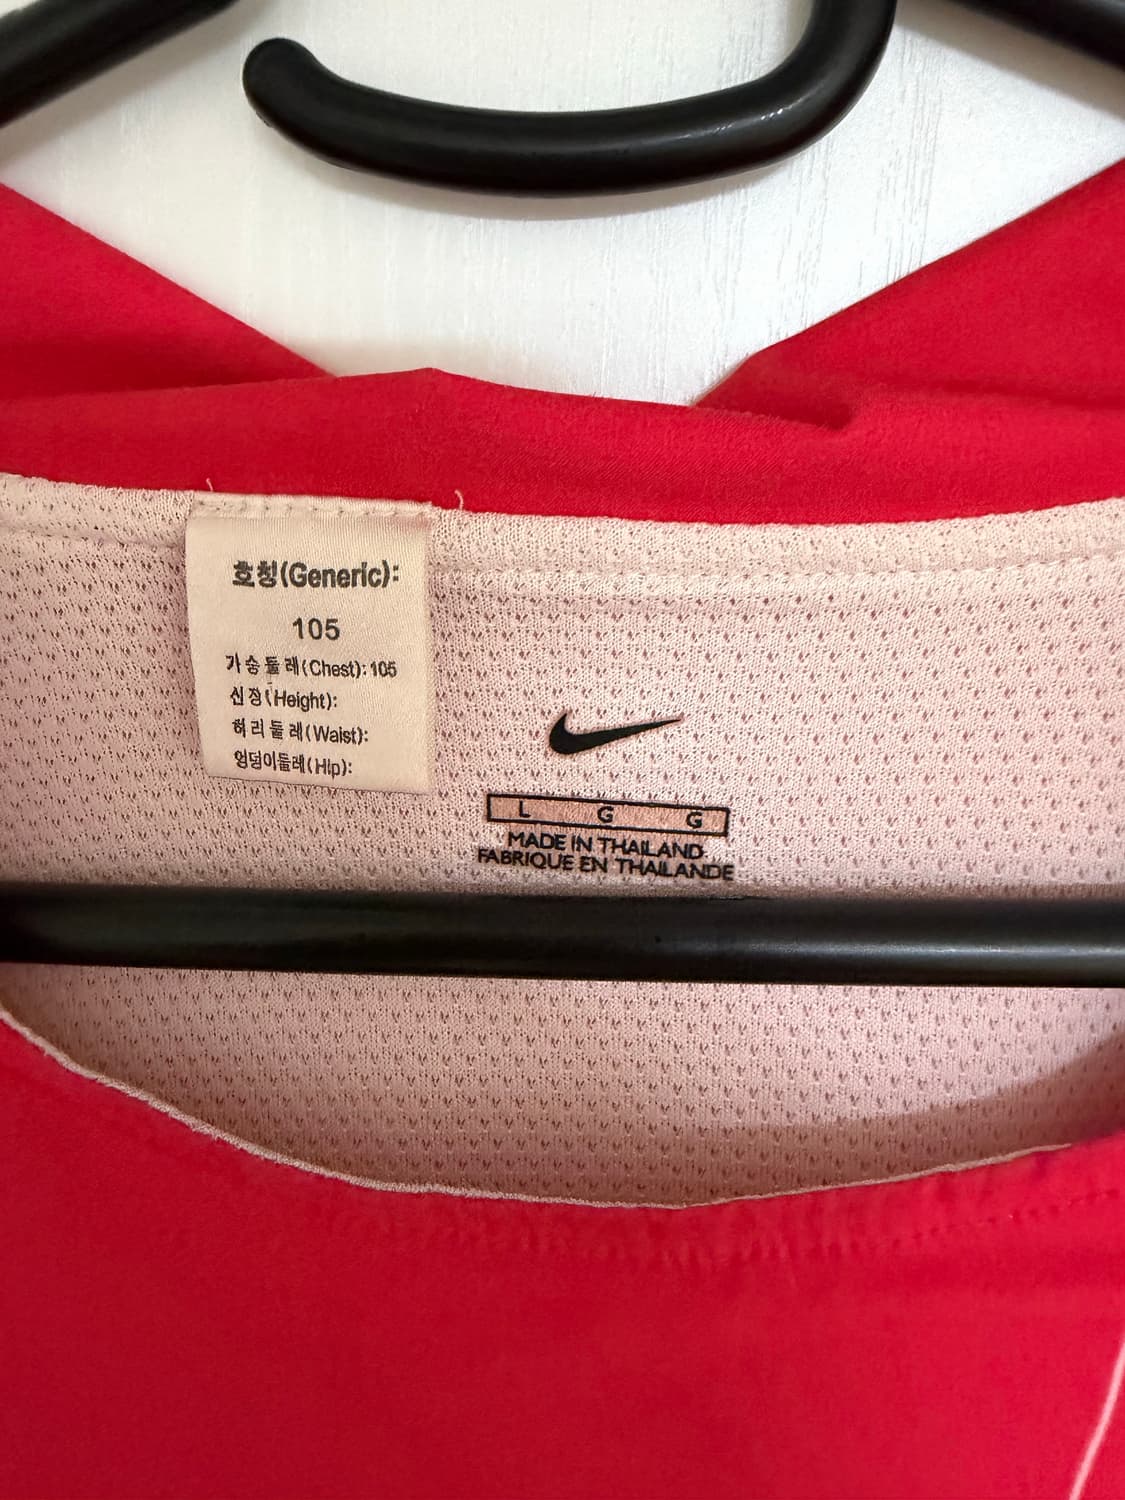 호칭(Generic):
105
가슴둘레(Chest): 105
신장(Height):
허리둘레(Waist):
엉덩이둘레(Hip):
L G G
MADE IN THAILAND
FABRIQUE EN THAILANDE